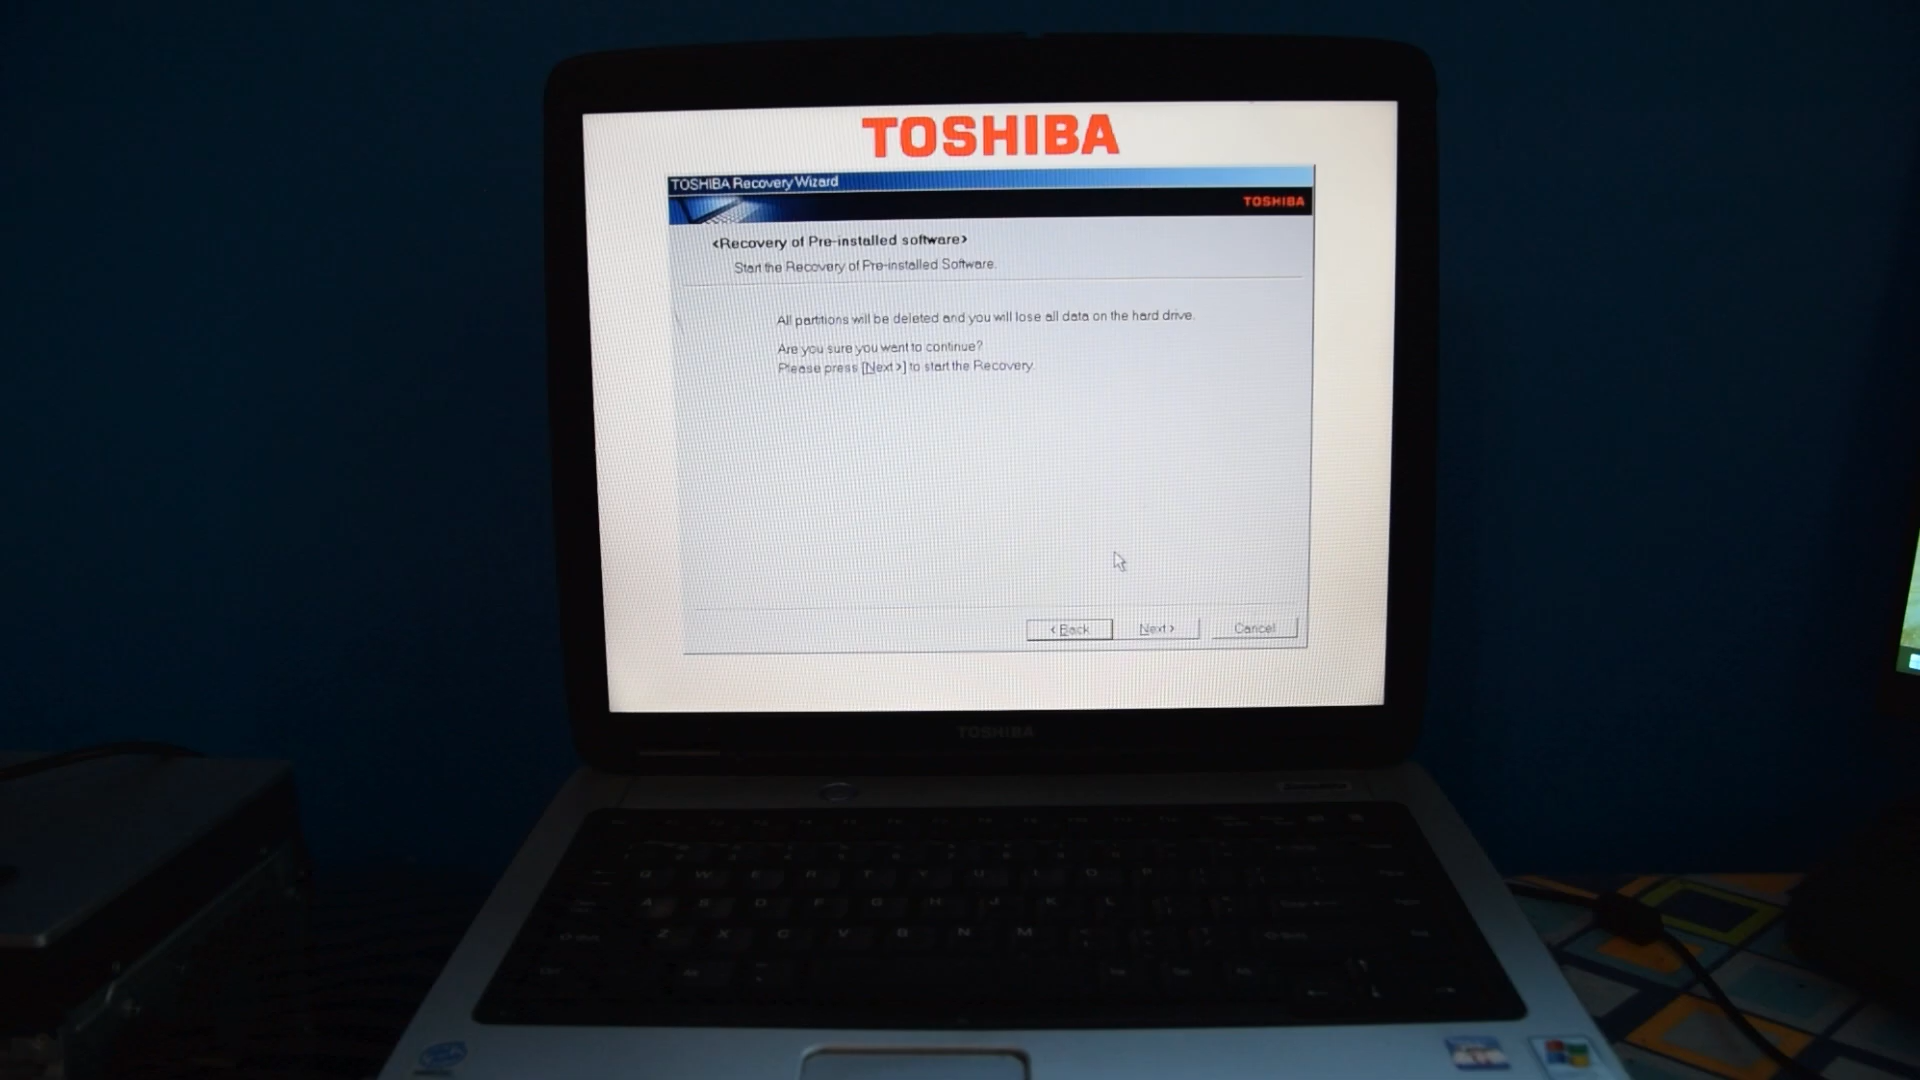 TOSHIBA
TOSHIBA Recovery Wizard
TOSHIBA
<Recovery of Pre-installed software>
Start the Recovery of Pre-installed Software.
All partitions will be deleted and you will lose all data on the hard drive.
Are you sure you want to continue?
Please press [Next >] to start the Recovery.
< Back Next > Cancel
TOSHIBA
Q W E R T Y U I O P
A S D F G H J K L
Z X C V B N M